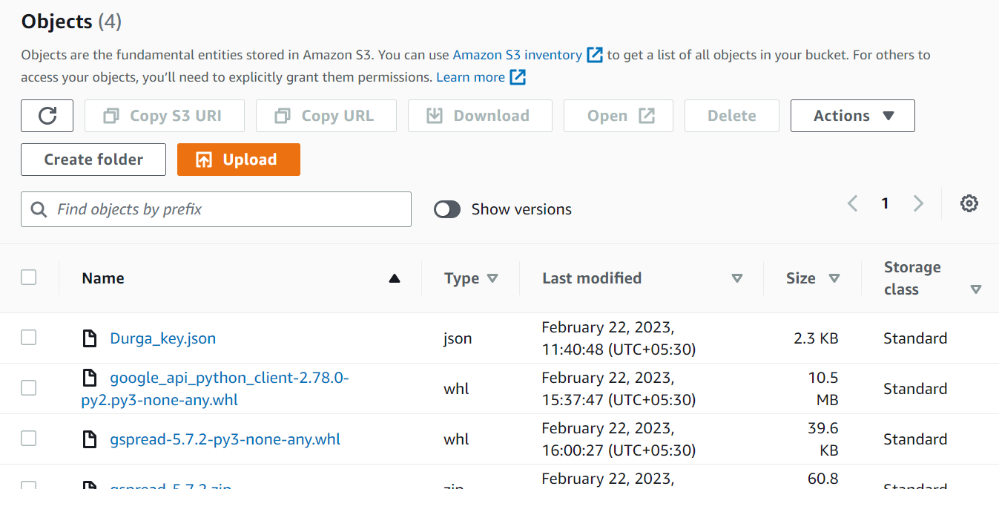 Objects (4)
Objects are the fundamental entities stored in Amazon S3. You can use Amazon S3 inventory to get a list of all objects in your bucket. For others to
access your objects, you’ll need to explicitly grant them permissions. Learn more
Copy S3 URI Copy URL Download Open Delete Actions
Create folder Upload
Find objects by prefix Show versions 1
Name Type Last modified Size Storage
class
Durga_key.json json February 22, 2023, 2.3 KB Standard
11:40:48 (UTC+05:30)
google_api_python_client-2.78.0- whl February 22, 2023, 10.5 Standard
py2.py3-none-any.whl 15:37:47 (UTC+05:30) MB
gspread-5.7.2-py3-none-any.whl whl February 22, 2023, 39.6 Standard
16:00:27 (UTC+05:30) KB
gspread-5.7.2.zip zip February 22, 2023, 60.8 Standard